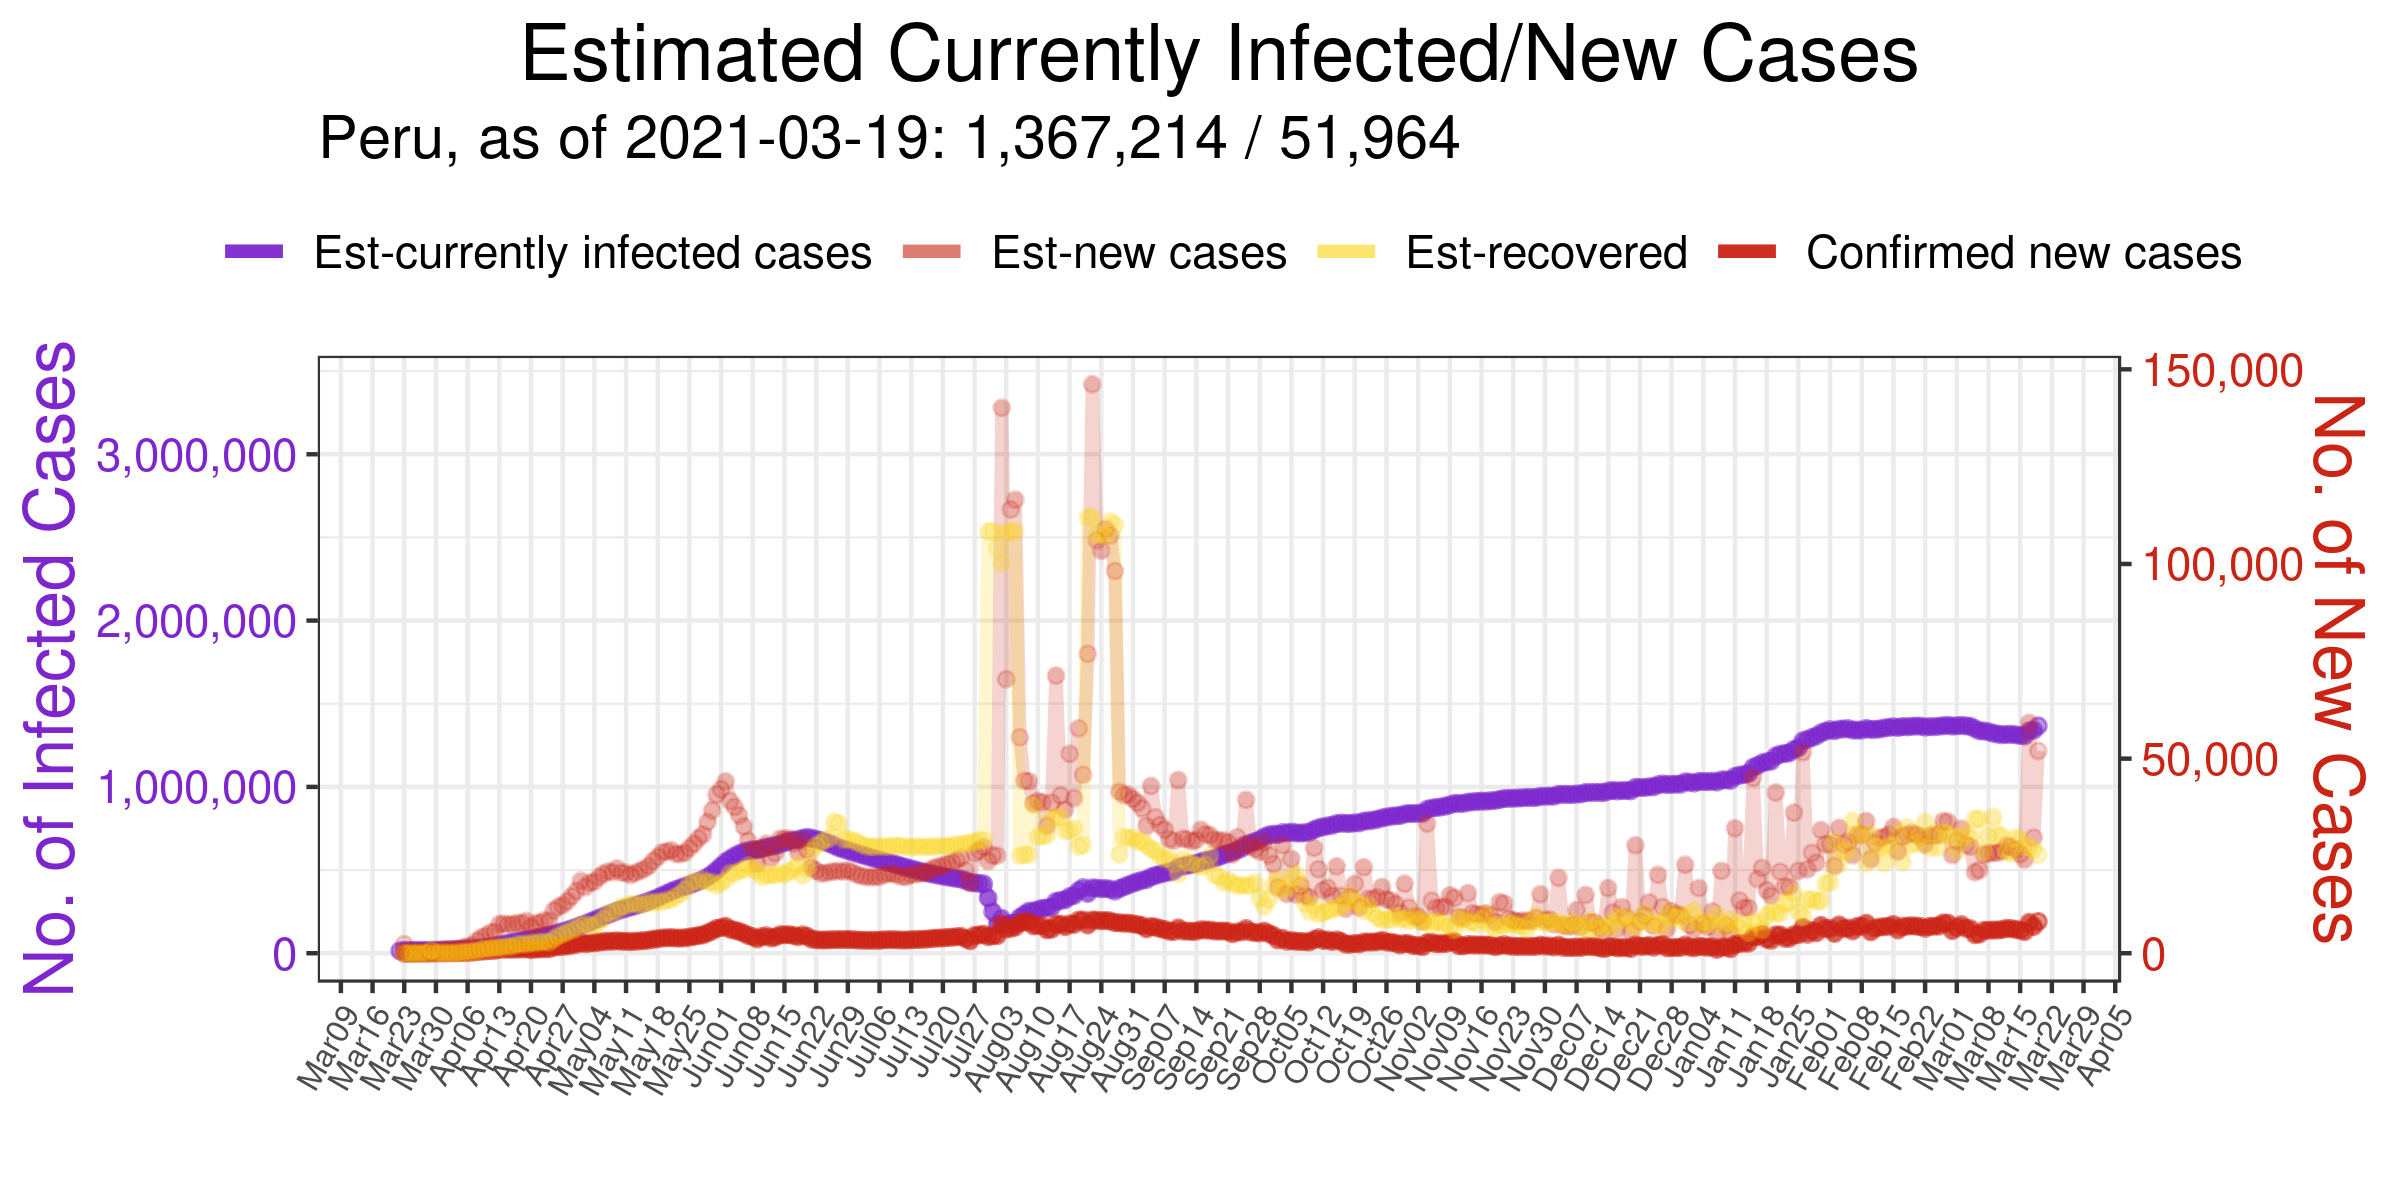 Estimated Currently Infected/New Cases
Peru, as of 2021-03-19: 1,367,214 / 51,964
Est-currently infected cases Est-new cases Est-recovered Confirmed new cases
No. of Infected Cases
3,000,000
2,000,000
1,000,000
0
150,000
100,000
50,000
0
No. of New Cases
Mar09 Mar16 Mar23 Mar30 Apr06 Apr13 Apr20 Apr27 May04 May11 May18 May25 Jun01 Jun08 Jun15 Jun22 Jun29 Jul06 Jul13 Jul20 Jul27 Aug03 Aug10 Aug17 Aug24 Aug31 Sep07 Sep14 Sep21 Sep28 Oct05 Oct12 Oct19 Oct26 Nov02 Nov09 Nov16 Nov23 Nov30 Dec07 Dec14 Dec21 Dec28 Jan04 Jan11 Jan18 Jan25 Feb01 Feb08 Feb15 Feb22 Mar01 Mar08 Mar15 Mar22 Mar29 Apr05